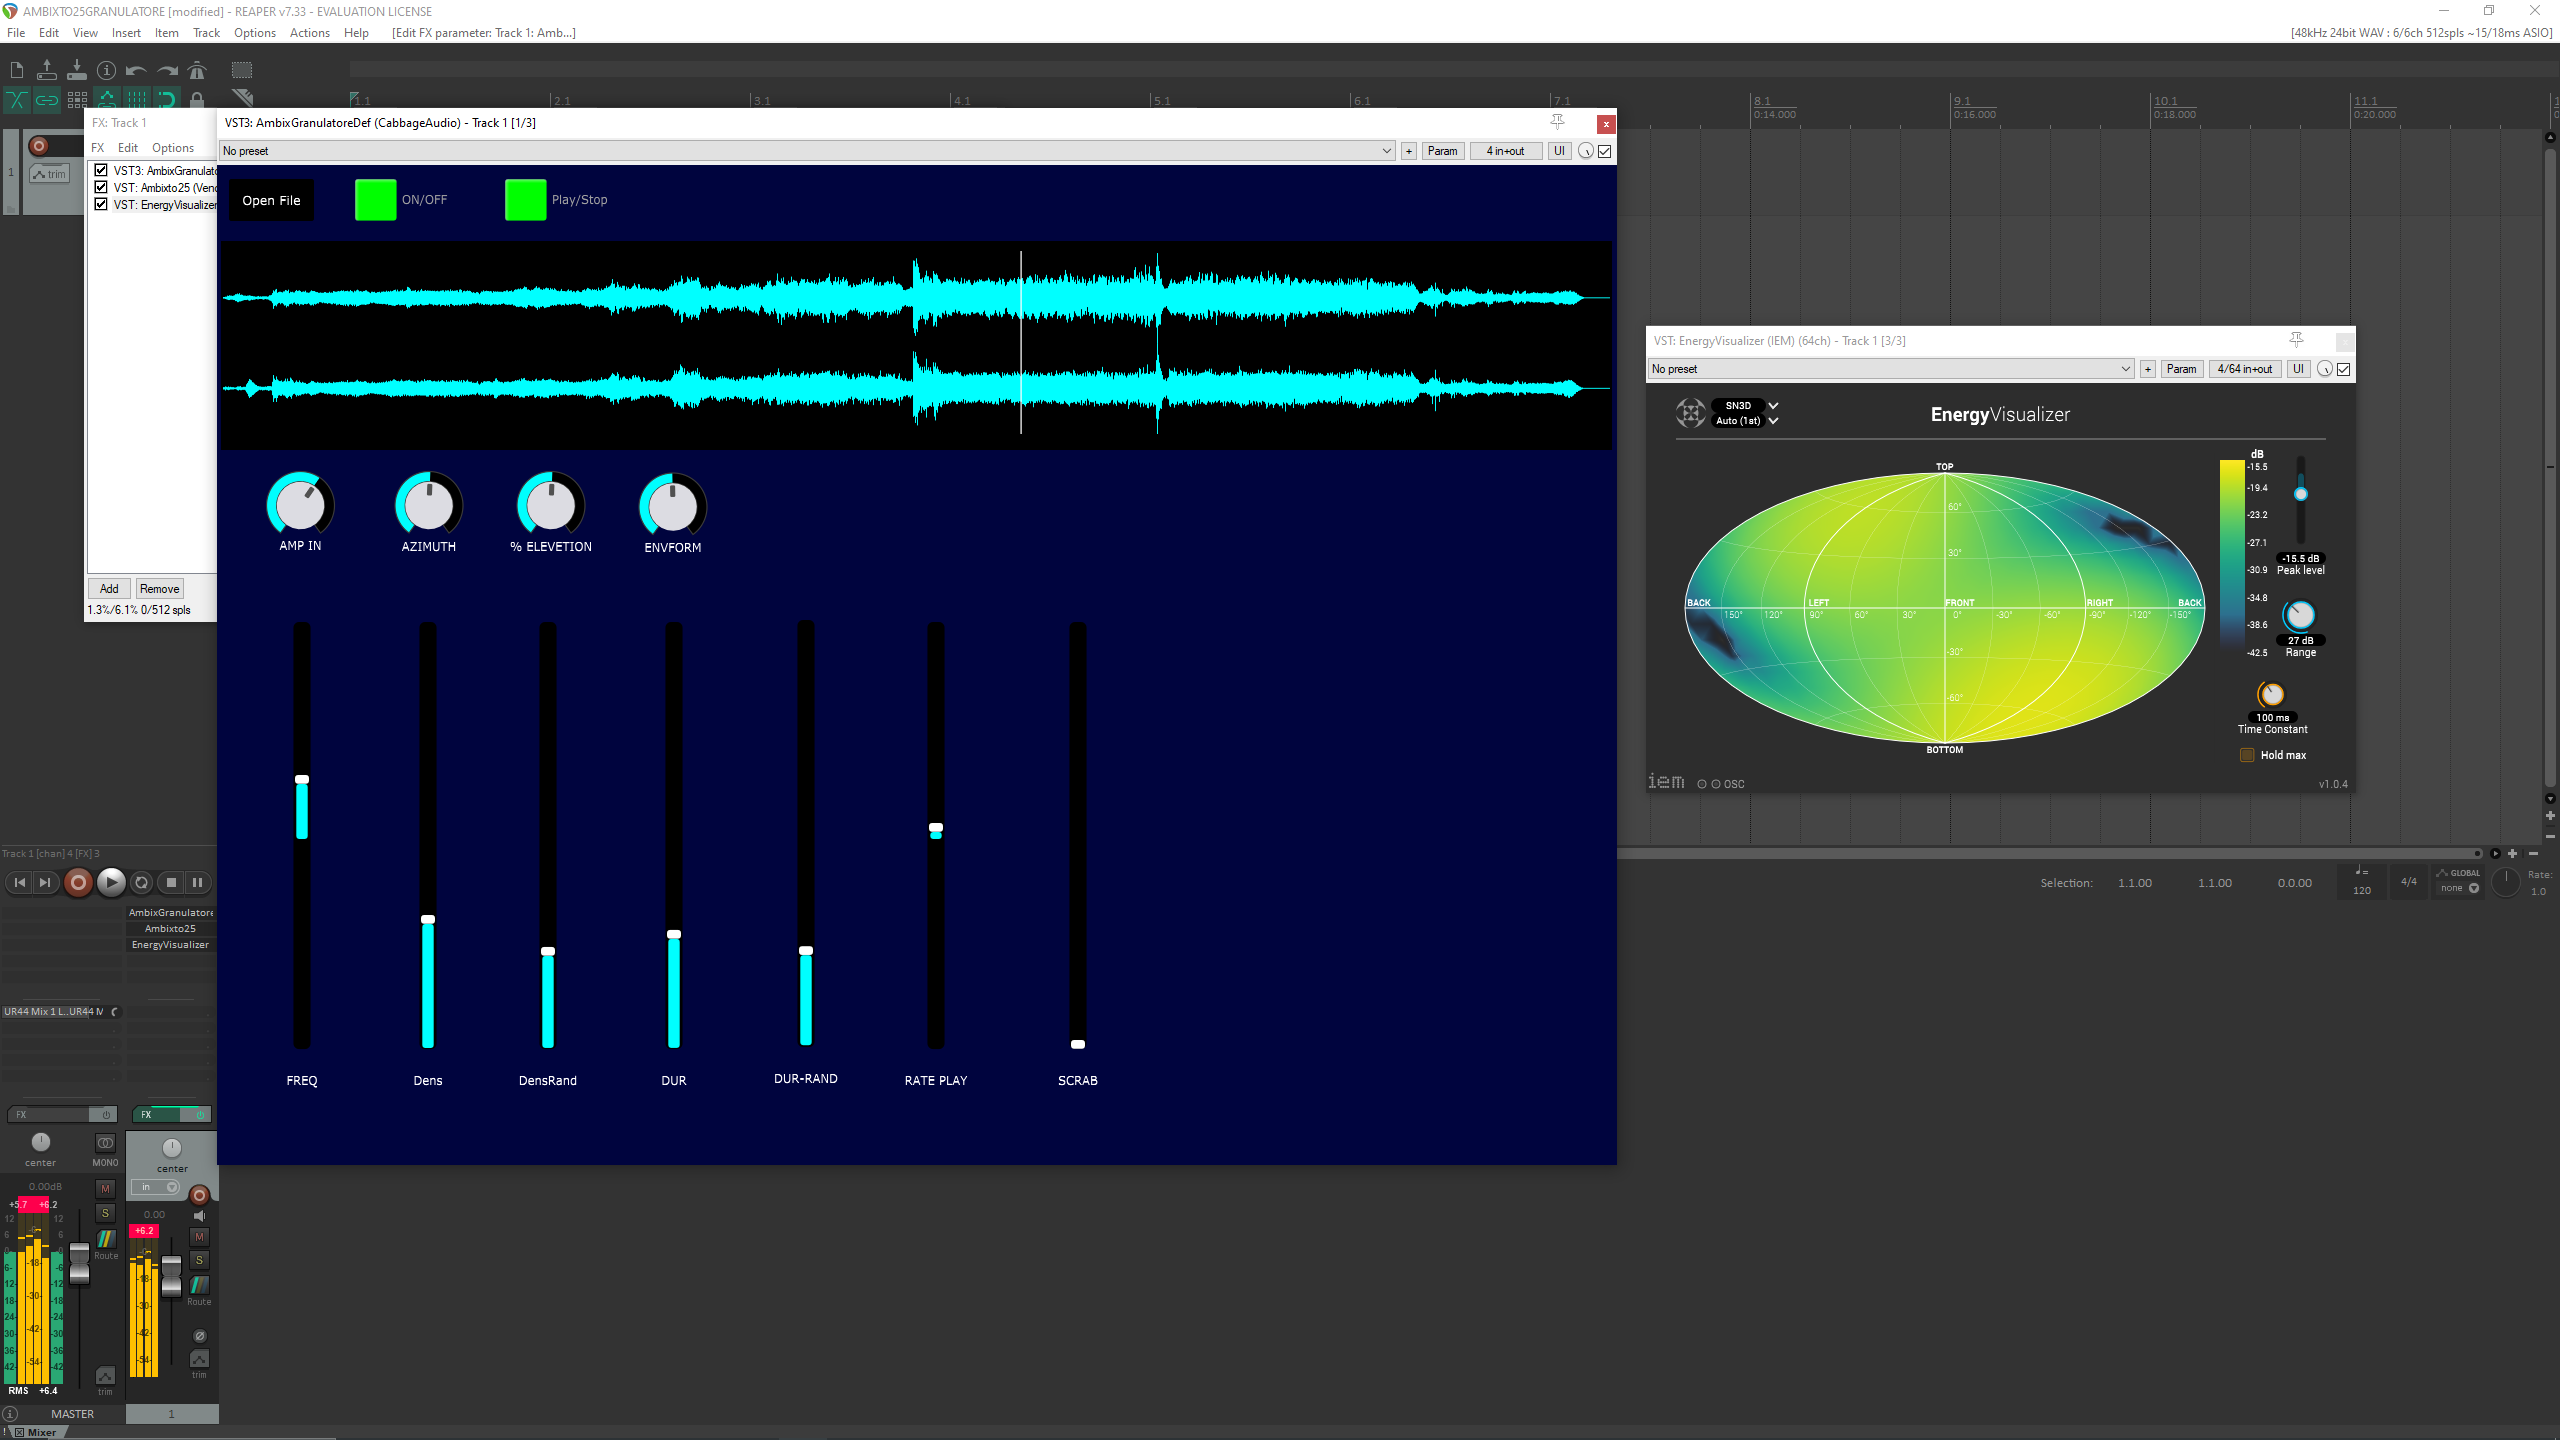 AMBIXTO25GRANULATORE [modified] - REAPER v7.33 - EVALUATION LICENSE
File Edit View Insert Item Track Options Actions Help [Edit FX parameter: Track 1: Amb...]
[48kHz 24bit WAV : 6/6ch 512spls ~15/18ms ASIO]
1.1 2.1 3.1 4.1 5.1 6.1 7.1 8.1 9.1 10.1 11.1
0:14.000 0:16.000 0:18.000 0:20.000
1
trim
FX: Track 1
FX Edit Options
VST3: AmbixGranulato
VST: Ambixto25 (Ven
VST: EnergyVisualizer
Add Remove
1.3%/6.1% 0/512 spls
VST3: AmbixGranulatoreDef (CabbageAudio) - Track 1 [1/3]
x
No preset
+ Param 4 in+out UI
Open File
ON/OFF
Play/Stop
AMP IN
AZIMUTH
% ELEVETION
ENVFORM
FREQ
Dens
DensRand
DUR
DUR-RAND
RATE PLAY
SCRAB
VST: EnergyVisualizer (IEM) (64ch) - Track 1 [3/3]
No preset
+ Param 4/64 in+out UI
SN3D
Auto (1st)
EnergyVisualizer
TOP
60°
30°
BACK LEFT FRONT RIGHT BACK
150° 120° 90° 60° 30° 0° -30° -60° -90° -120° -150°
-30°
-60°
BOTTOM
dB
-15.5
-19.4
-23.2
-27.1
-30.9
-34.8
-38.6
-42.5
-15.5 dB
Peak level
27 dB
Range
100 ms
Time Constant
Hold max
iem
OSC
v1.0.4
Track 1 [chan] 4 [FX] 3
Selection: 1.1.00 1.1.00 0.0.00
120
4/4
GLOBAL
none
Rate:
1.0
AmbixGranulatore
Ambixto25
EnergyVisualizer
UR44 Mix 1 L..UR44 M
FX
FX
center
MONO
center
in
0.00dB
+5.7 +6.2
M
S
Route
12 12
6 6
0.00
+6.2
M
S
Route
-18-
-30-
-42-
-54-
RMS +6.4
trim
trim
MASTER
1
Mixer